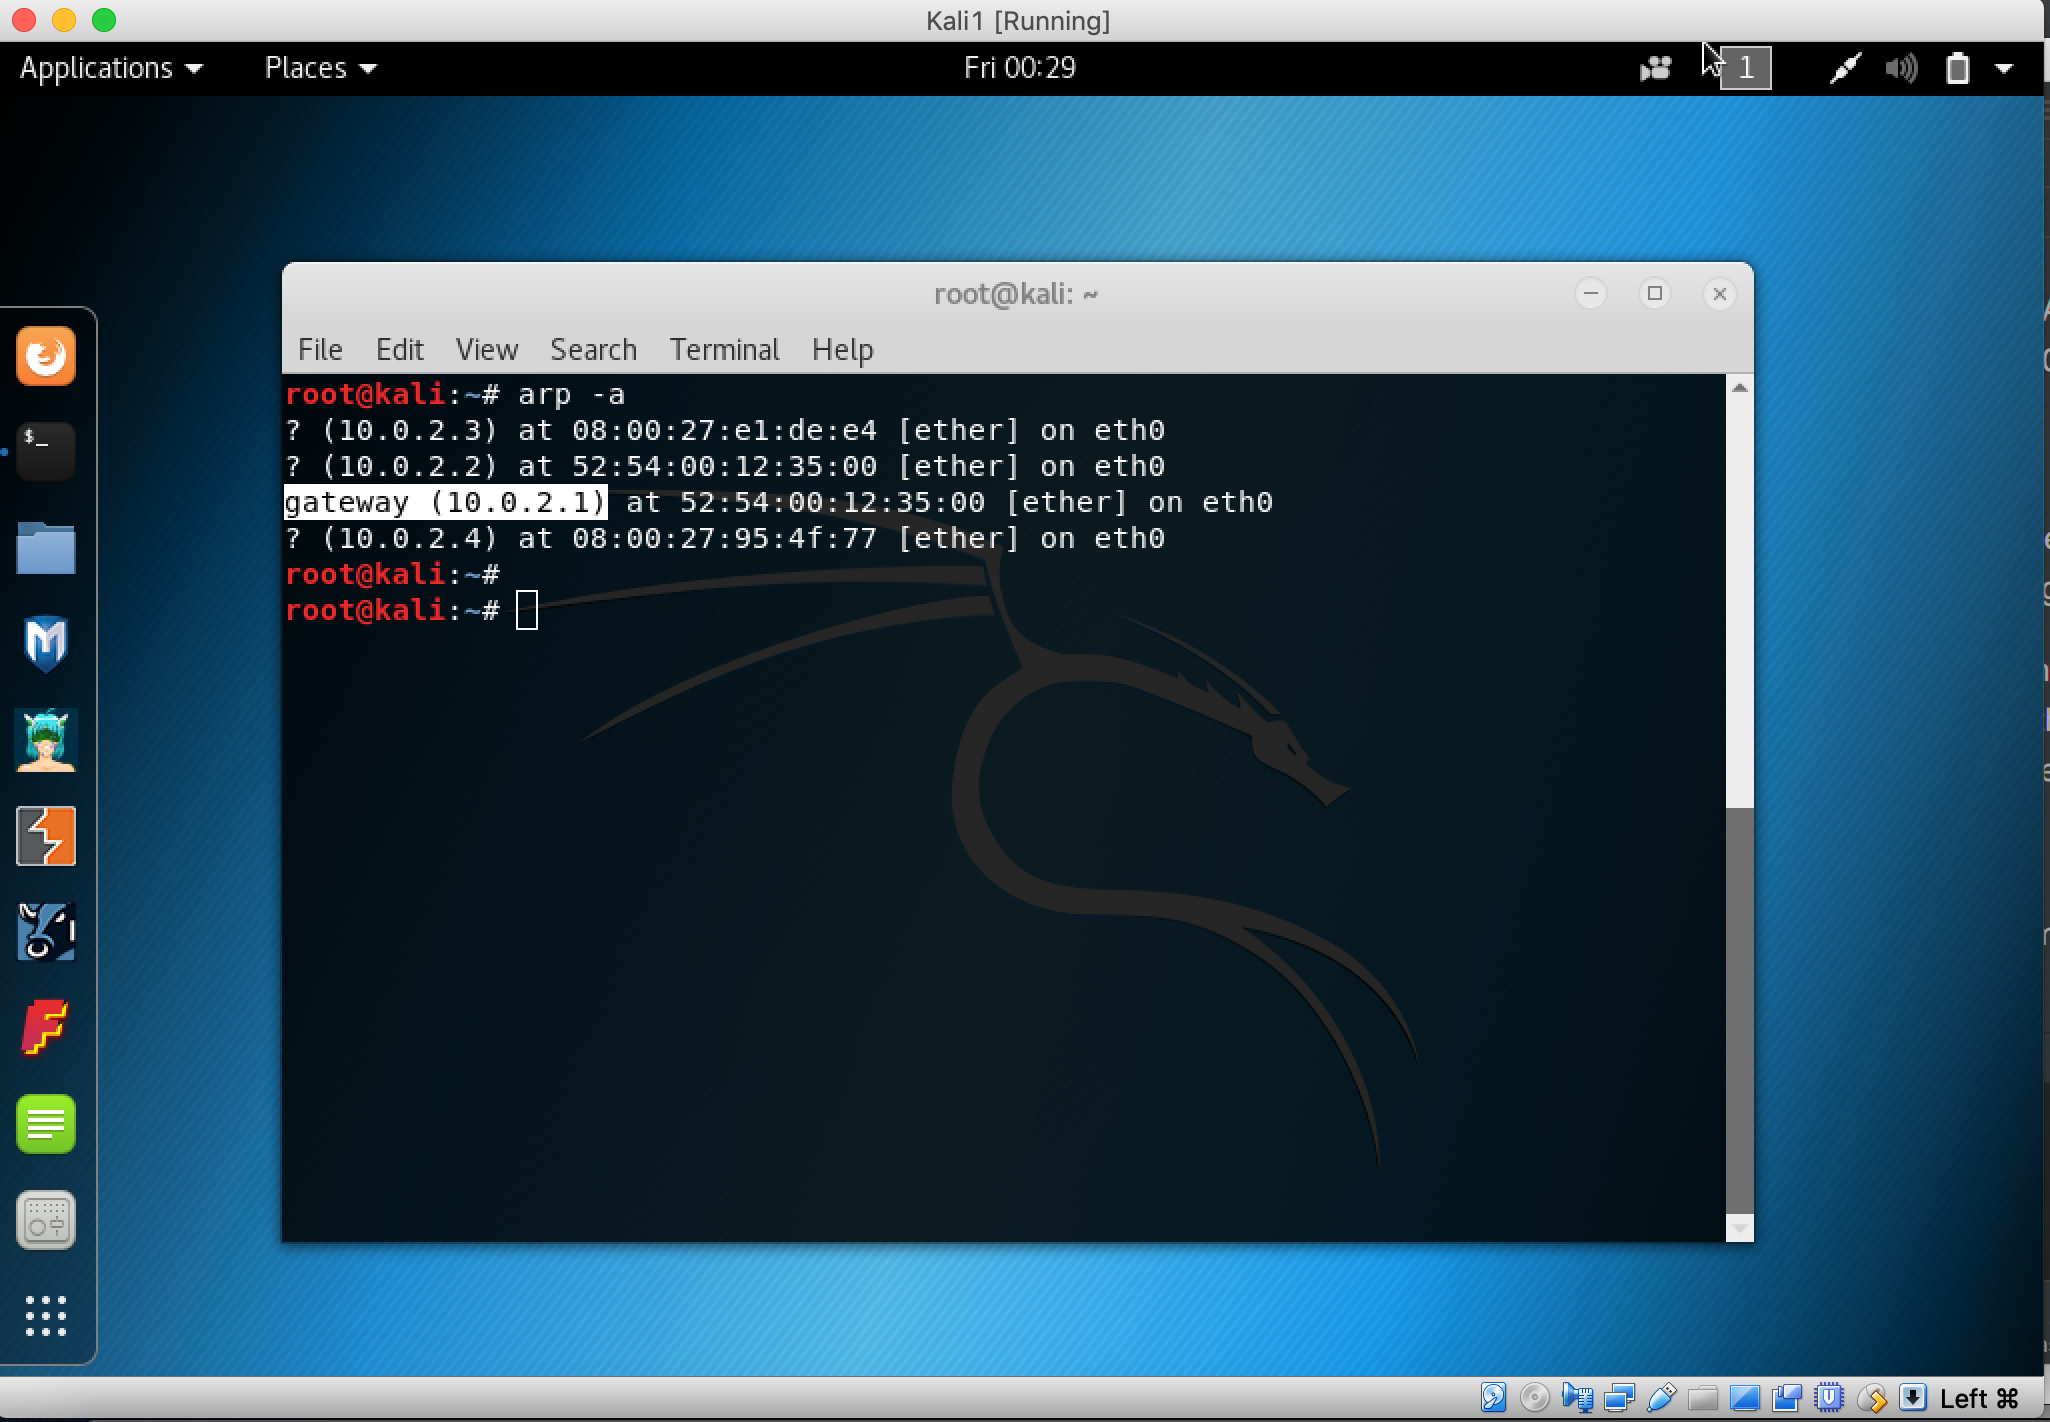 Kali1 [Running]
Applications Places Fri 00:29 1
root@kali: ~
File Edit View Search Terminal Help
root@kali:~# arp -a
? (10.0.2.3) at 08:00:27:e1:de:e4 [ether] on eth0
? (10.0.2.2) at 52:54:00:12:35:00 [ether] on eth0
gateway (10.0.2.1) at 52:54:00:12:35:00 [ether] on eth0
? (10.0.2.4) at 08:00:27:95:4f:77 [ether] on eth0
root@kali:~#
root@kali:~#
$_
Left ⌘